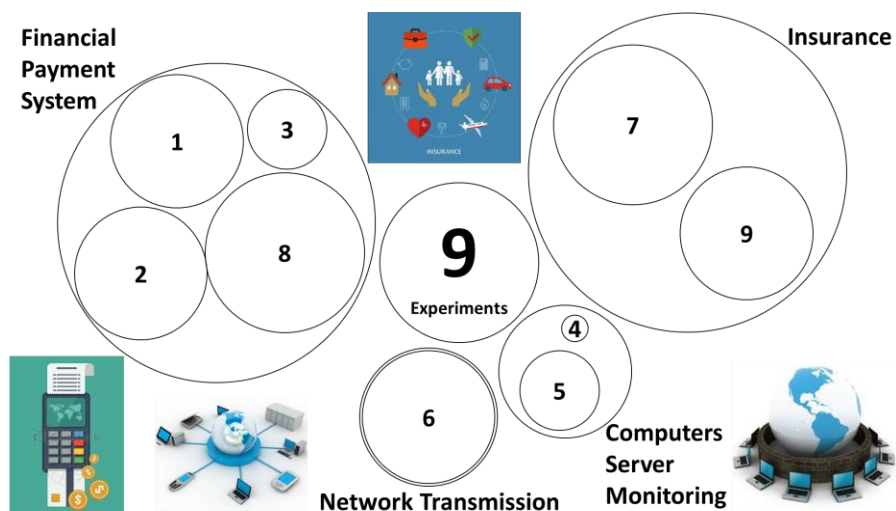 Financial
Payment
System
Insurance
1
3
7
INSURANCE
9
2
8
9
Experiments
4
5
6
Computers
Server
Monitoring
Network Transmission
$
$
$
$